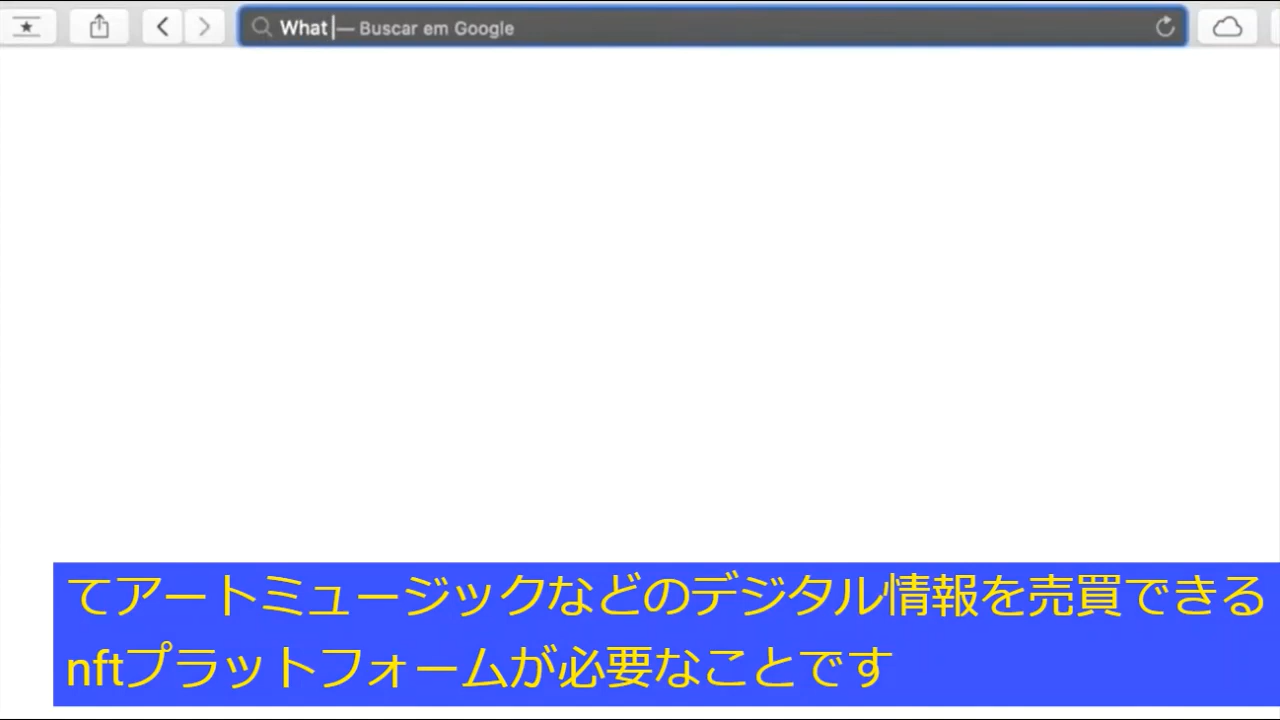 What — Buscar em Google
てアートミュージックなどのデジタル情報を売買できる
nftプラットフォームが必要なことです